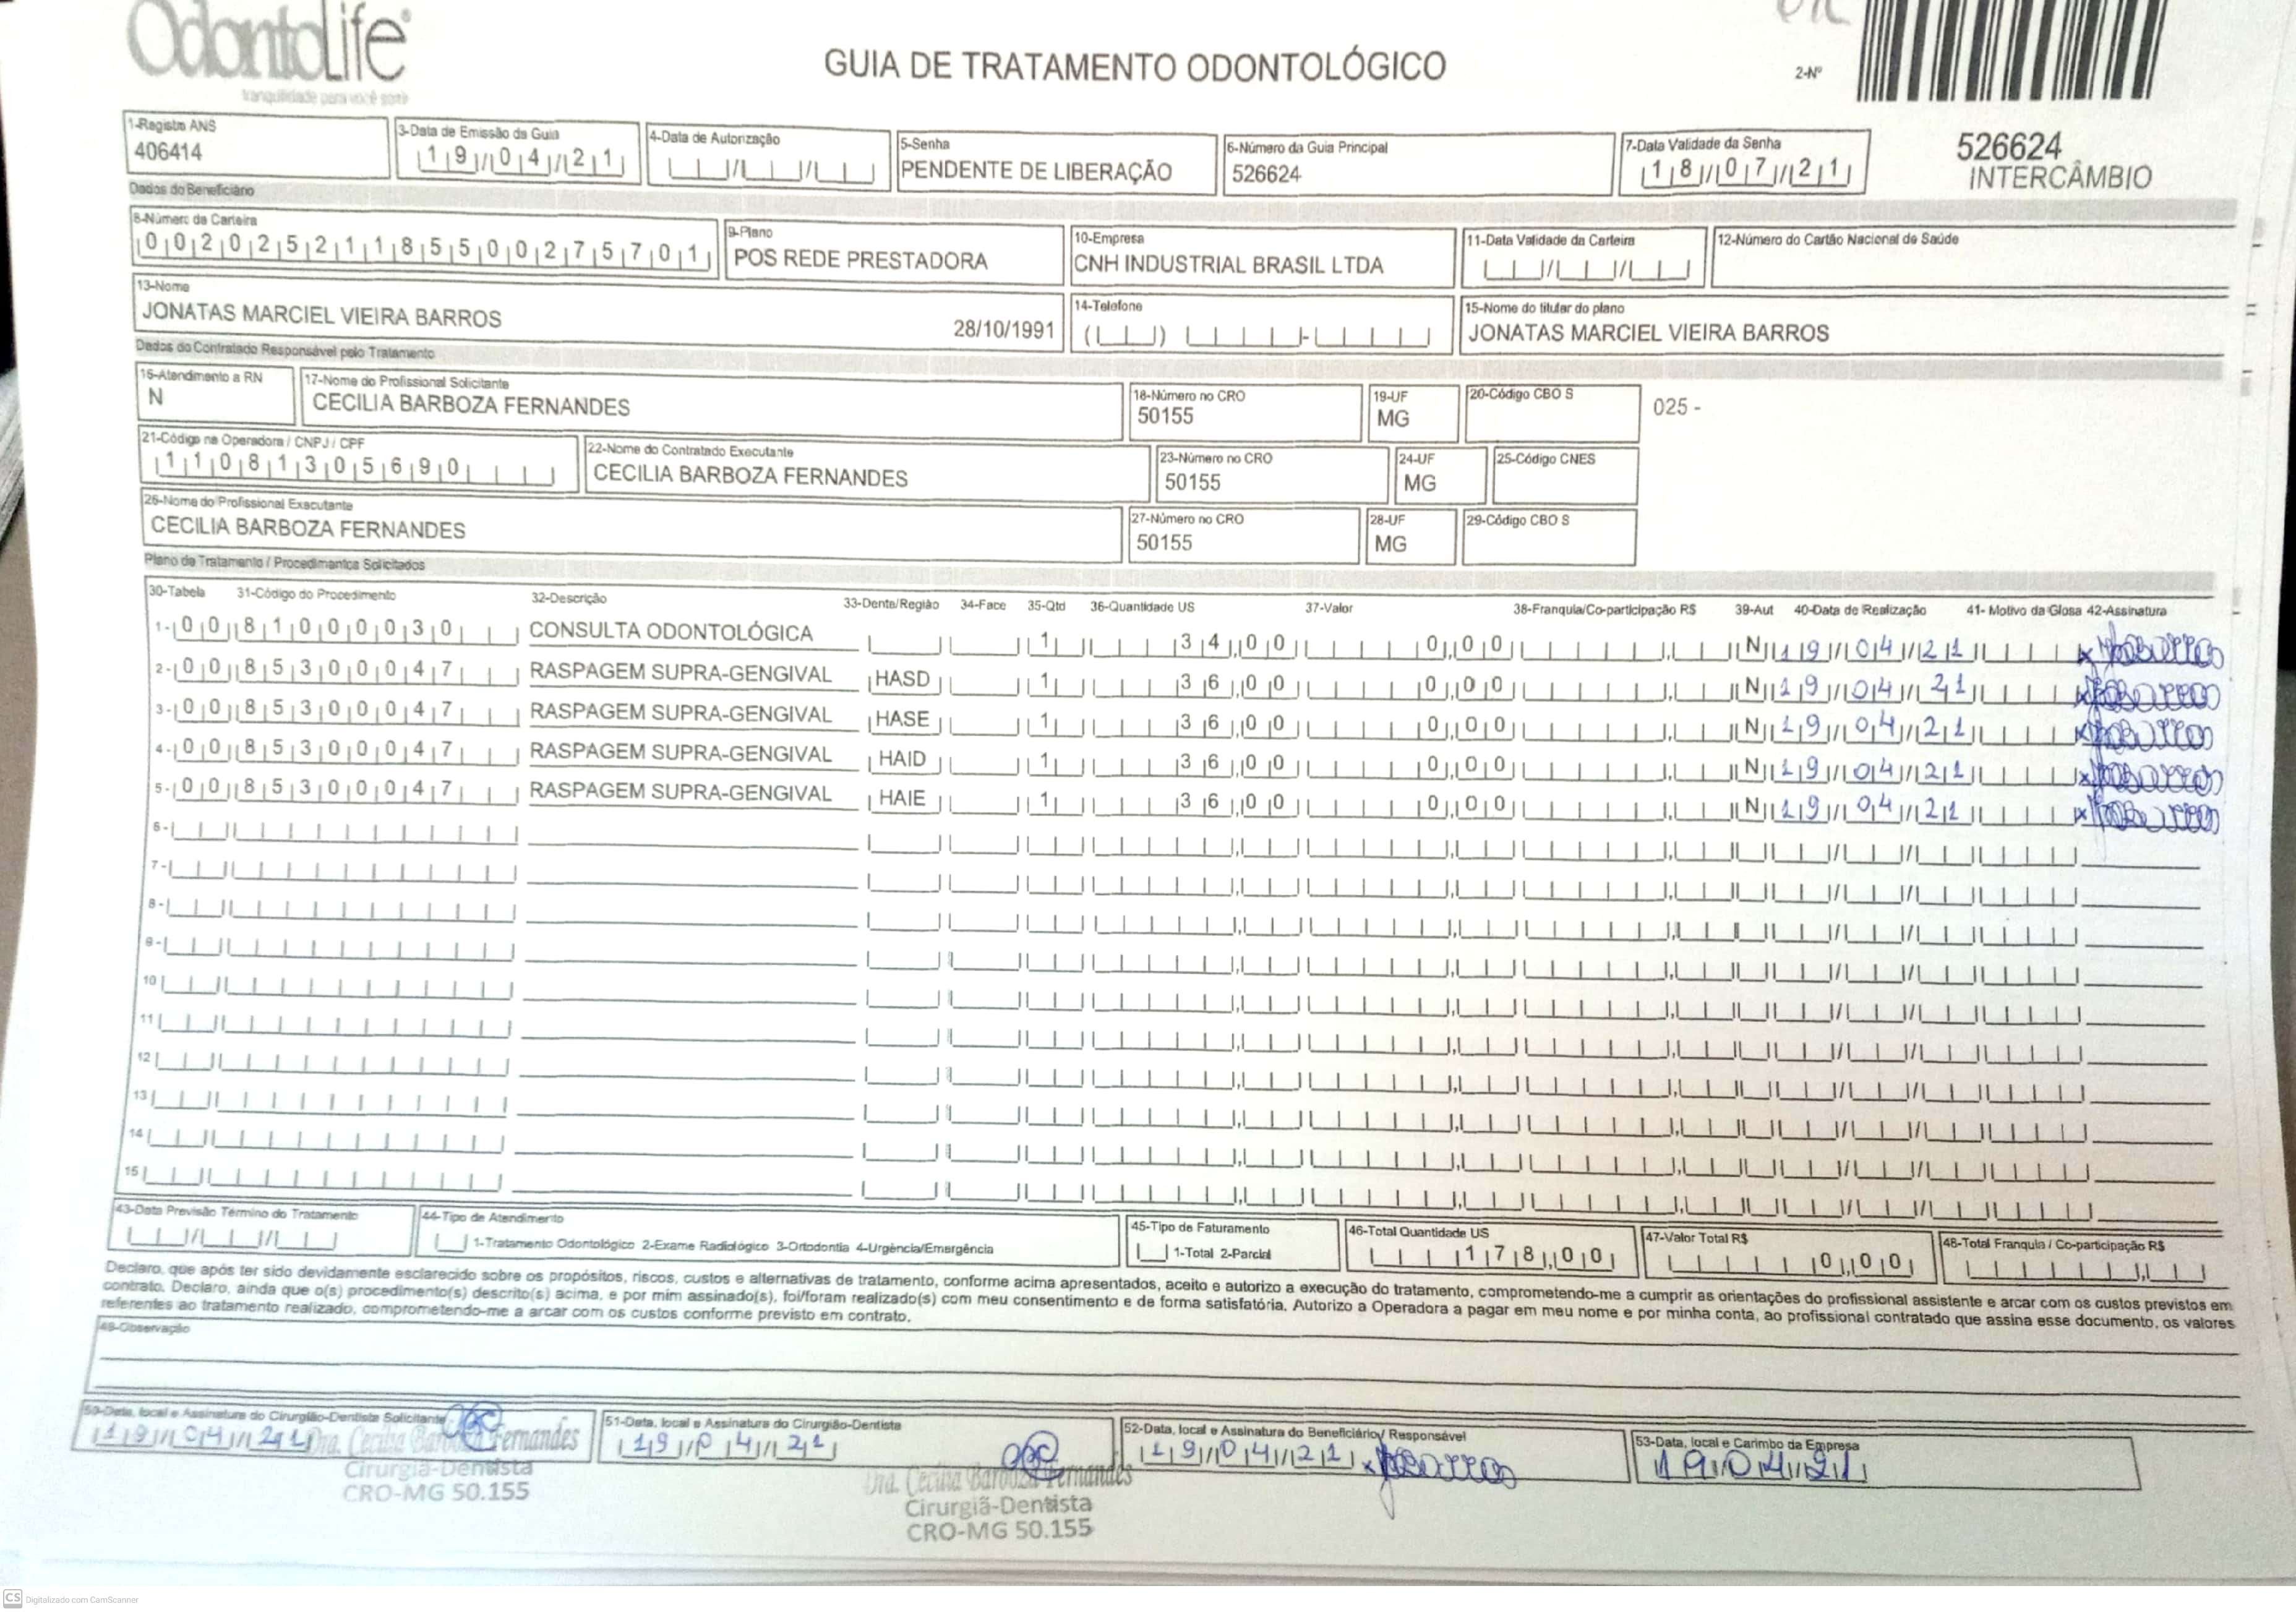 OdontoLife
tranquilidade para você sorrir
GUIA DE TRATAMENTO ODONTOLÓGICO
2-Nº
526624
INTERCÂMBIO
1-Registro ANS
406414
3-Data de Emissão da Guia
19/04/21
4-Data de Autorização
5-Senha
PENDENTE DE LIBERAÇÃO
6-Número da Guia Principal
526624
7-Data Validade da Senha
18/07/21
Dados do Beneficiário
8-Número da Carteira
00202521185500275701
9-Plano
POS REDE PRESTADORA
10-Empresa
CNH INDUSTRIAL BRASIL LTDA
11-Data Validade da Carteira
12-Número do Cartão Nacional de Saúde
13-Nome
JONATAS MARCIEL VIEIRA BARROS
28/10/1991
14-Telefone
15-Nome do titular do plano
JONATAS MARCIEL VIEIRA BARROS
Dados do Contratado Responsável pelo Tratamento
16-Atendimento a RN
N
17-Nome do Profissional Solicitante
CECILIA BARBOZA FERNANDES
18-Número no CRO
50155
19-UF
MG
20-Código CBO S
025 -
21-Código na Operadora / CNPJ / CPF
11081305690
22-Nome do Contratado Executante
CECILIA BARBOZA FERNANDES
23-Número no CRO
50155
24-UF
MG
25-Código CNES
26-Nome do Profissional Executante
CECILIA BARBOZA FERNANDES
27-Número no CRO
50155
28-UF
MG
29-Código CBO S
Plano de Tratamento / Procedimentos Solicitados
30-Tabela 31-Código do Procedimento 32-Descrição 33-Dente/Região 34-Face 35-Qtd 36-Quantidade US 37-Valor 38-Franquia/Co-participação R$ 39-Aut 40-Data de Realização 41- Motivo da Glosa 42-Assinatura
1- 00 81000030 CONSULTA ODONTOLÓGICA 1 34,00 0,00 N 19/04/21
2- 00 85300047 RASPAGEM SUPRA-GENGIVAL HASD 1 36,00 0,00 N 19/04/21
3- 00 85300047 RASPAGEM SUPRA-GENGIVAL HASE 1 36,00 0,00 N 19/04/21
4- 00 85300047 RASPAGEM SUPRA-GENGIVAL HAID 1 36,00 0,00 N 19/04/21
5- 00 85300047 RASPAGEM SUPRA-GENGIVAL HAIE 1 36,00 0,00 N 19/04/21
6-
7-
8-
9-
10
11
12
13
14
15
43-Data Previsão Término do Tratamento
44-Tipo de Atendimento
1-Tratamento Odontológico 2-Exame Radiológico 3-Ortodontia 4-Urgência/Emergência
45-Tipo de Faturamento
1-Total 2-Parcial
46-Total Quantidade US
178,00
47-Valor Total R$
0,00
48-Total Franquia / Co-participação R$
Declaro, que após ter sido devidamente esclarecido sobre os propósitos, riscos, custos e alternativas de tratamento, conforme acima apresentados, aceito e autorizo a execução do tratamento, comprometendo-me a cumprir as orientações do profissional assistente e arcar com os custos previstos em
contrato. Declaro, ainda que o(s) procedimento(s) descrito(s) acima, e por mim assinado(s), foi/foram realizado(s) com meu consentimento e de forma satisfatória. Autorizo a Operadora a pagar em meu nome e por minha conta, ao profissional contratado que assina esse documento, os valores
referentes ao tratamento realizado, comprometendo-me a arcar com os custos conforme previsto em contrato.
49-Observação
50-Data, local e Assinatura do Cirurgião-Dentista Solicitante
19/04/21
Dra. Cecilia Barboza Fernandes
Cirurgiã-Dentista
CRO-MG 50.155
51-Data, local e Assinatura do Cirurgião-Dentista
19/04/21
Dra. Cecilia Barboza Fernandes
Cirurgiã-Dentista
CRO-MG 50.155
52-Data, local e Assinatura do Beneficiário/ Responsável
19/04/21
53-Data, local e Carimbo da Empresa
19/04/21
CS Digitalizado com CamScanner